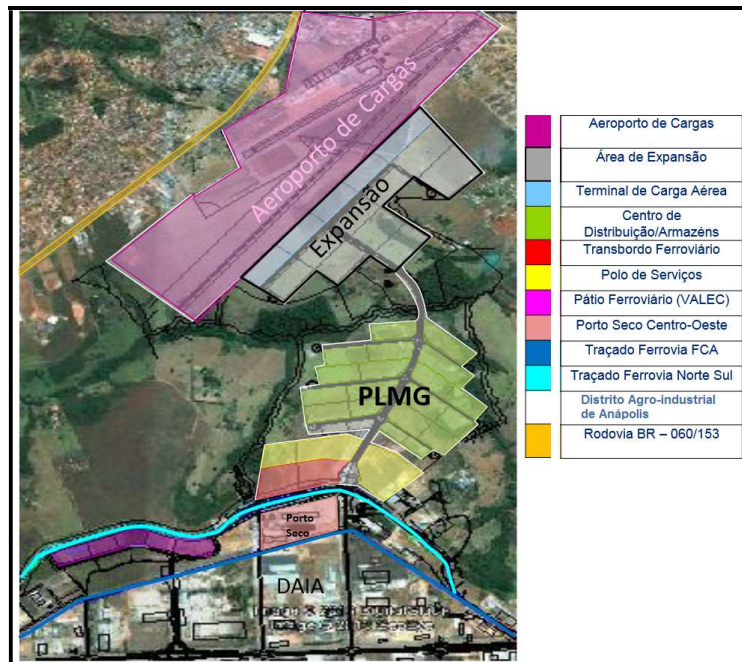 Aeroporto de Cargas
Expansão
PLMG
Porto
Seco
DAIA
Aeroporto de Cargas
Área de Expansão
Terminal de Carga Aérea
Centro de
Distribuição/Armazéns
Transbordo Ferroviário
Polo de Serviços
Pátio Ferroviário (VALEC)
Porto Seco Centro-Oeste
Traçado Ferrovia FCA
Traçado Ferrovia Norte Sul
Distrito Agro-industrial
de Anápolis
Rodovia BR – 060/153